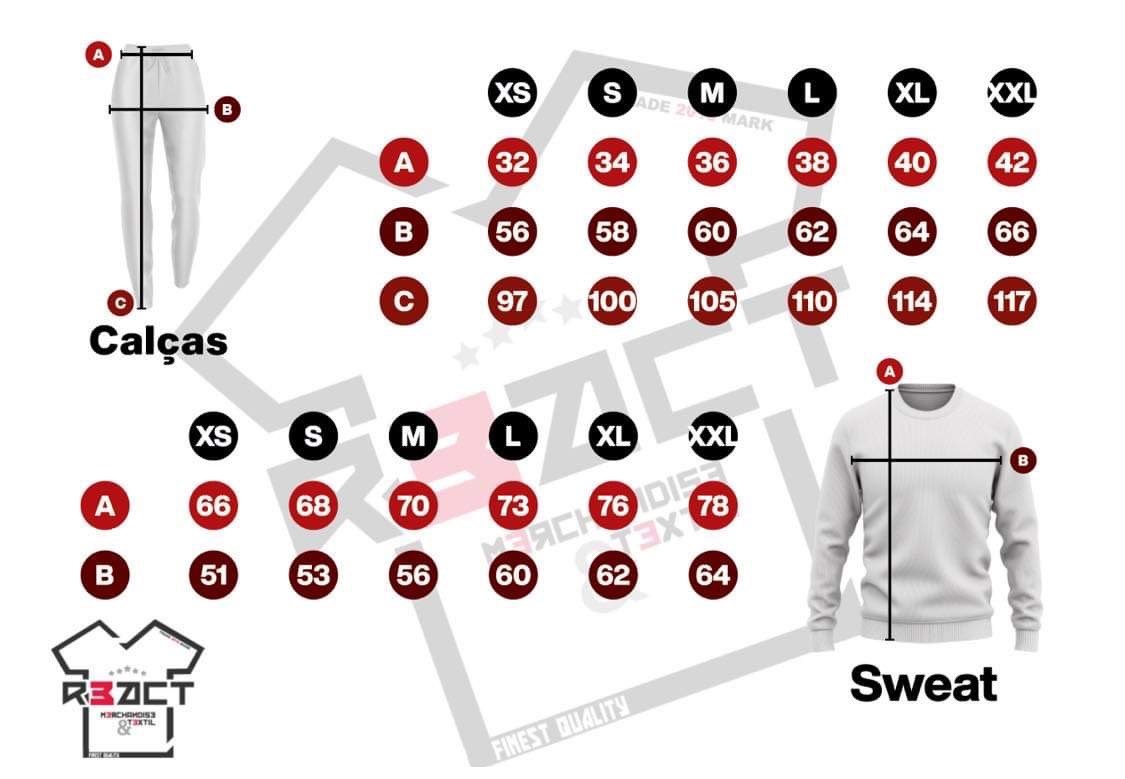 A
B
C
Calças
XS S M L XL XXL
A 32 34 36 38 40 42
B 56 58 60 62 64 66
C 97 100 105 110 114 117
XS S M L XL XXL
A 66 68 70 73 76 78
B 51 53 56 60 62 64
A
B
Sweat
ADE 20 MARK
R3ACT
M3RCHANDIS3
& T3XTIL
FINEST QUALITY
R3ACT
M3RCHANDIS3
& T3XTIL
FINEST QUALITY